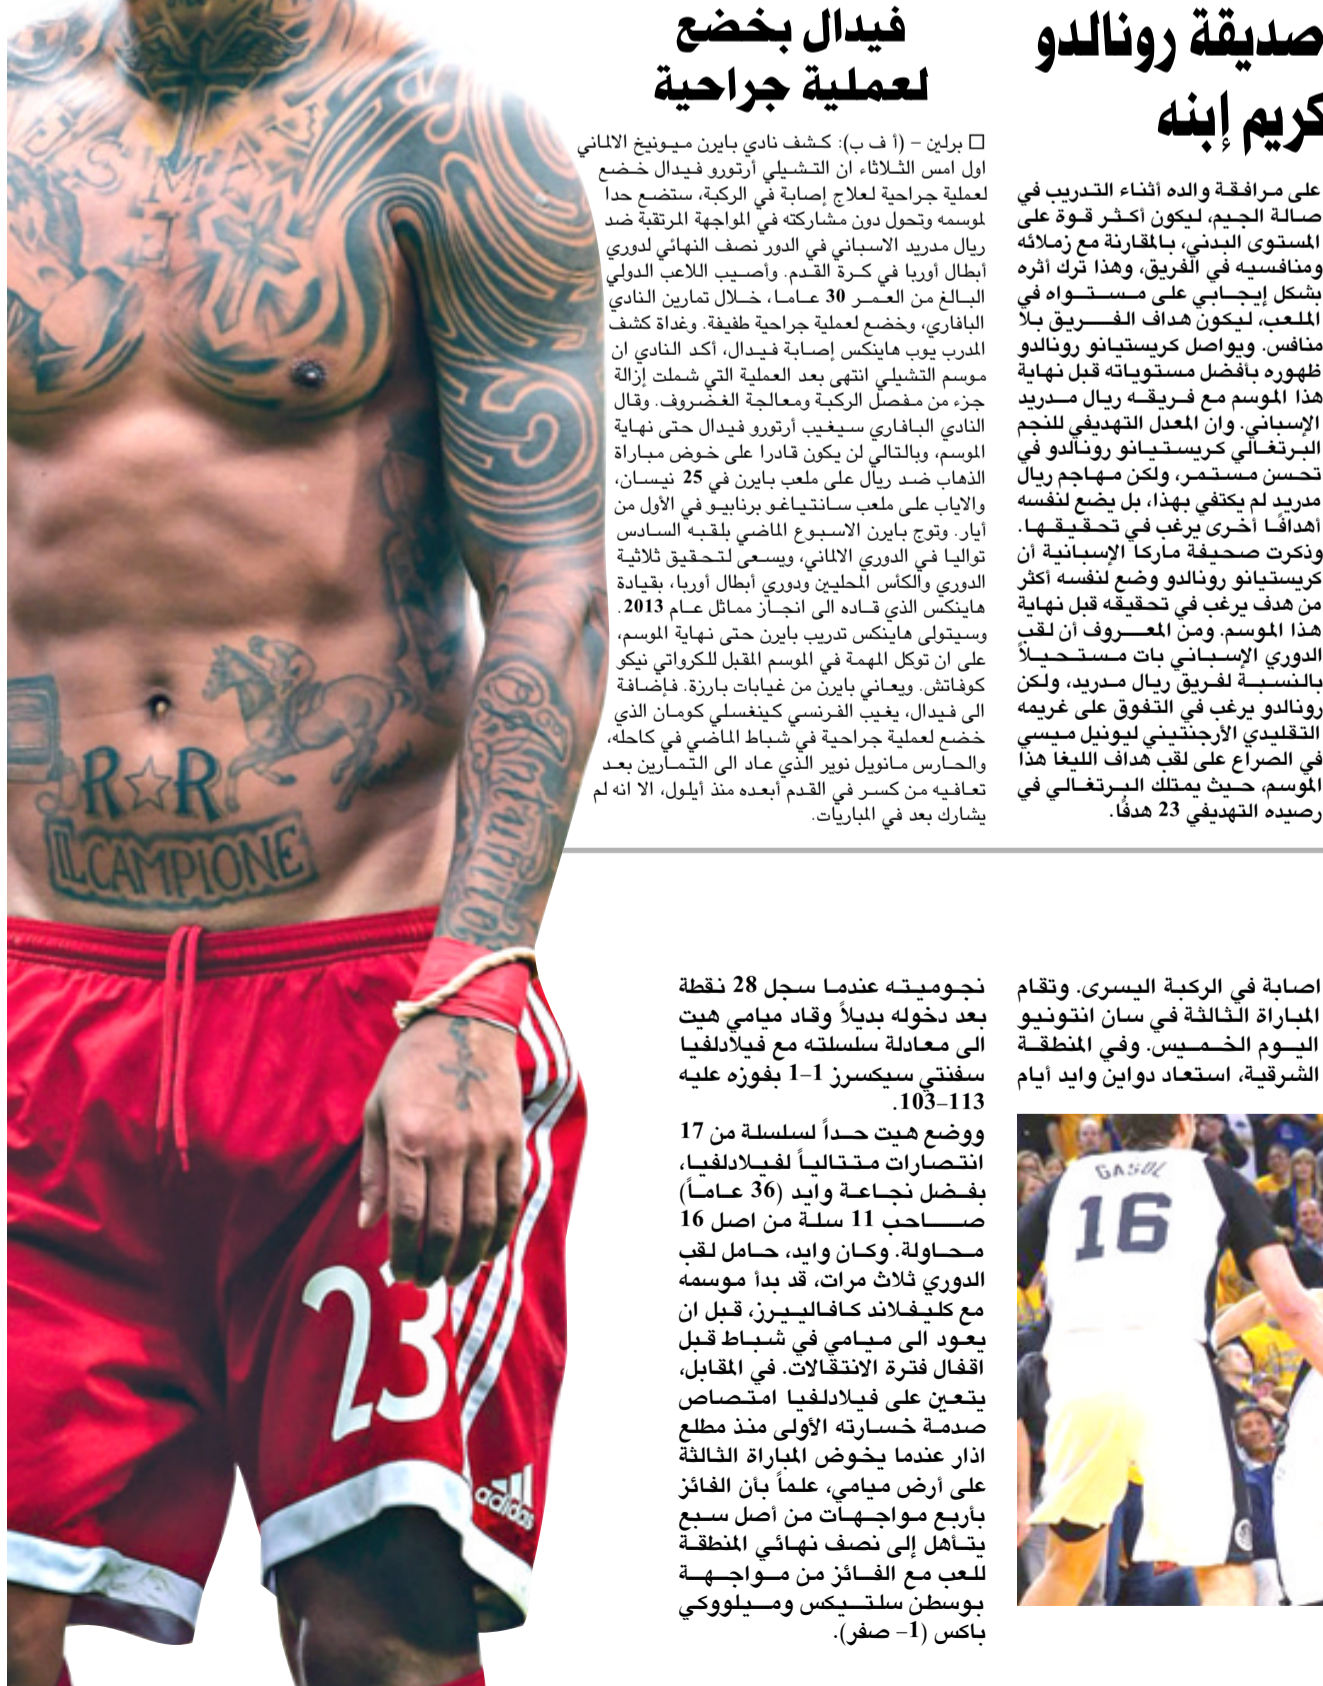 صديقة رونالدو
كريم إبنه
على مرافقة والده أثناء التدريب في
صالة الجيم، ليكون أكثر قوة على
المستوى البدني، بالمقارنة مع زملائه
ومنافسيه في الفريق، وهذا ترك أثره
بشكل إيجابي على مستواه في
الملعب، ليكون هداف الفريق بلا
منافس. ويواصل كريستيانو رونالدو
ظهوره بأفضل مستوياته قبل نهاية
هذا الموسم مع فريقه ريال مدريد
الإسباني. وان المعدل التهديفي للنجم
البرتغالي كريستيانو رونالدو في
تحسن مستمر، ولكن مهاجم ريال
مدريد لم يكتفي بهذا، بل يضع لنفسه
أهدافًا أخرى يرغب في تحقيقها.
وذكرت صحيفة ماركا الإسبانية أن
كريستيانو رونالدو وضع لنفسه أكثر
من هدف يرغب في تحقيقه قبل نهاية
هذا الموسم. ومن المعروف أن لقب
الدوري الإسباني بات مستحيلاً
بالنسبة لفريق ريال مدريد، ولكن
رونالدو يرغب في التفوق على غريمه
التقليدي الأرجنتيني ليونيل ميسي
في الصراع على لقب هداف الليغا هذا
الموسم، حيث يمتلك البرتغالي في
رصيده التهديفي 23 هدفًا.
فيدال بخضع
لعملية جراحية
□ برلين – (أ ف ب): كشف نادي بايرن ميونيخ الالماني
اول امس الثلاثاء ان التشيلي أرتورو فيدال خضع
لعملية جراحية لعلاج إصابة في الركبة، ستضع حدا
لموسمه وتحول دون مشاركته في المواجهة المرتقبة ضد
ريال مدريد الاسباني في الدور نصف النهائي لدوري
أبطال أوربا في كرة القدم. وأصيب اللاعب الدولي
البالغ من العمر 30 عاما، خلال تمارين النادي
البافاري، وخضع لعملية جراحية طفيفة. وغداة كشف
المدرب يوب هاينكس إصابة فيدال، أكد النادي ان
موسم التشيلي انتهى بعد العملية التي شملت إزالة
جزء من مفصل الركبة ومعالجة الغضروف. وقال
النادي البافاري سيغيب أرتورو فيدال حتى نهاية
الموسم، وبالتالي لن يكون قادرا على خوض مباراة
الذهاب ضد ريال على ملعب بايرن في 25 نيسان،
والاياب على ملعب سانتياغو برنابيو في الأول من
أيار. وتوج بايرن الاسبوع الماضي بلقبه السادس
تواليا في الدوري الالماني، ويسعى لتحقيق ثلاثية
الدوري والكأس المحليين ودوري أبطال أوربا، بقيادة
هاينكس الذي قاده الى انجاز مماثل عام 2013.
وسيتولى هاينكس تدريب بايرن حتى نهاية الموسم،
على ان توكل المهمة في الموسم المقبل للكرواتي نيكو
كوفاتش. ويعاني بايرن من غيابات بارزة. فإضافة
الى فيدال، يغيب الفرنسي كينغسلي كومان الذي
خضع لعملية جراحية في شباط الماضي في كاحله،
والحارس مانويل نوير الذي عاد الى التمارين بعد
تعافيه من كسر في القدم أبعده منذ أيلول، الا انه لم
يشارك بعد في المباريات.
R☆R
IL CAMPIONE
23
adidas
اصابة في الركبة اليسرى. وتقام
المباراة الثالثة في سان انتونيو
اليوم الخميس. وفي المنطقة
الشرقية، استعاد دواين وايد أيام
GASOL
16
نجوميته عندما سجل 28 نقطة
بعد دخوله بديلاً وقاد ميامي هيت
الى معادلة سلسلته مع فيلادلفيا
سفنتي سيكسرز 1–1 بفوزه عليه
113–103.
ووضع هيت حداً لسلسلة من 17
انتصارات متتالياً لفيلادلفيا،
بفضل نجاعة وايد (36 عاماً)
صاحب 11 سلة من اصل 16
محاولة. وكان وايد، حامل لقب
الدوري ثلاث مرات، قد بدأ موسمه
مع كليفلاند كافالييرز، قبل ان
يعود الى ميامي في شباط قبل
اقفال فترة الانتقالات. في المقابل،
يتعين على فيلادلفيا امتصاص
صدمة خسارته الأولى منذ مطلع
اذار عندما يخوض المباراة الثالثة
على أرض ميامي، علماً بأن الفائز
بأربع مواجهات من أصل سبع
يتأهل إلى نصف نهائي المنطقة
للعب مع الفائز من مواجهة
بوسطن سلتيكس وميلووكي
باكس (1– صفر).